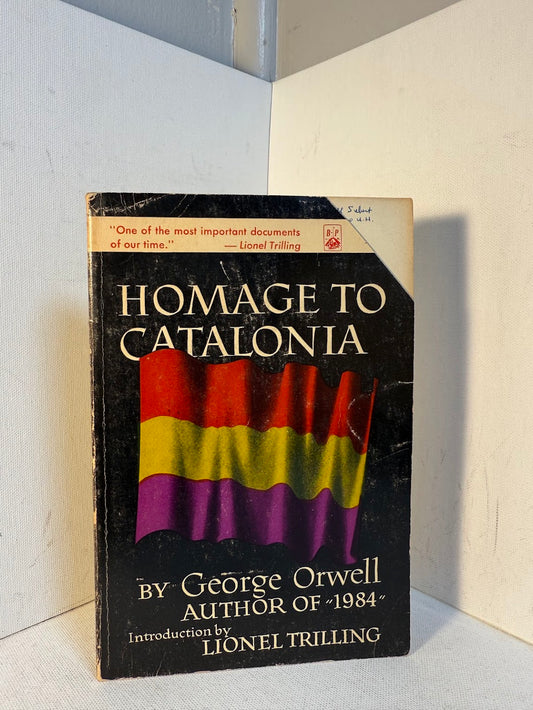 "One of the most important documents
of our time." — Lionel Trilling
B P
HOMAGE TO
CATALONIA
BY George Orwell
AUTHOR OF "1984"
Introduction by
LIONEL TRILLING